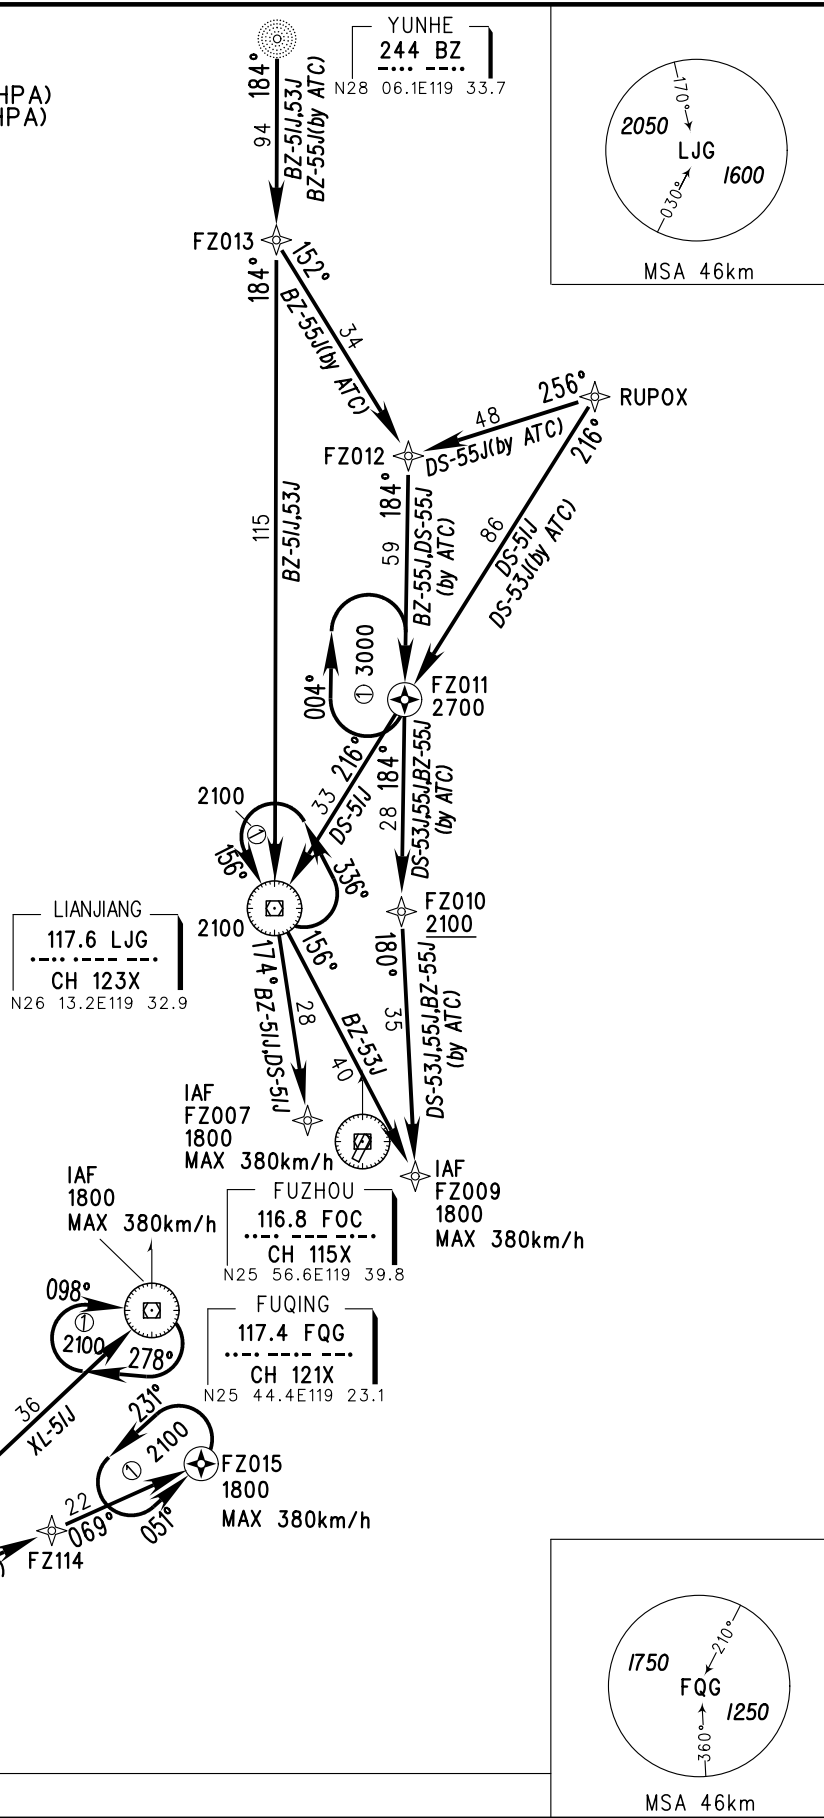 HPA)
HPA)
YUNHE
244 BZ
N28 06.1E119 33.7
184°
94
BZ-51J,53J
BZ-55J(by ATC)
170°
2050
LJG
1600
030°
MSA 46km
FZ013
152°
184°
BZ-55J(by ATC)
34
256°
RUPOX
48
DS-55J(by ATC)
216°
FZ012
184°
115
BZ-51J,53J
59
BZ-55J,DS-55J
(by ATC)
86
DS-51J
DS-53J(by ATC)
1 3000
004°
FZ011
2700
216°
184°
33
DS-51J
28
DS-53J,55J,BZ-55J
(by ATC)
2100
1
156°
336°
2100
FZ010
2100
LIANJIANG
117.6 LJG
CH 123X
N26 13.2E119 32.9
174°
BZ-51J,DS-51J
28
156°
BZ-53J
40
180°
35
DS-53J,55J,BZ-55J
(by ATC)
IAF
FZ007
1800
MAX 380km/h
IAF
FZ009
1800
MAX 380km/h
IAF
1800
MAX 380km/h
FUZHOU
116.8 FOC
CH 115X
N25 56.6E119 39.8
098°
1
2100
278°
FUQING
117.4 FQG
CH 121X
N25 44.4E119 23.1
36
XL-51J
231°
1 2100
FZ015
1800
MAX 380km/h
22
069°
051°
FZ114
210°
1750
FQG
1250
360°
MSA 46km